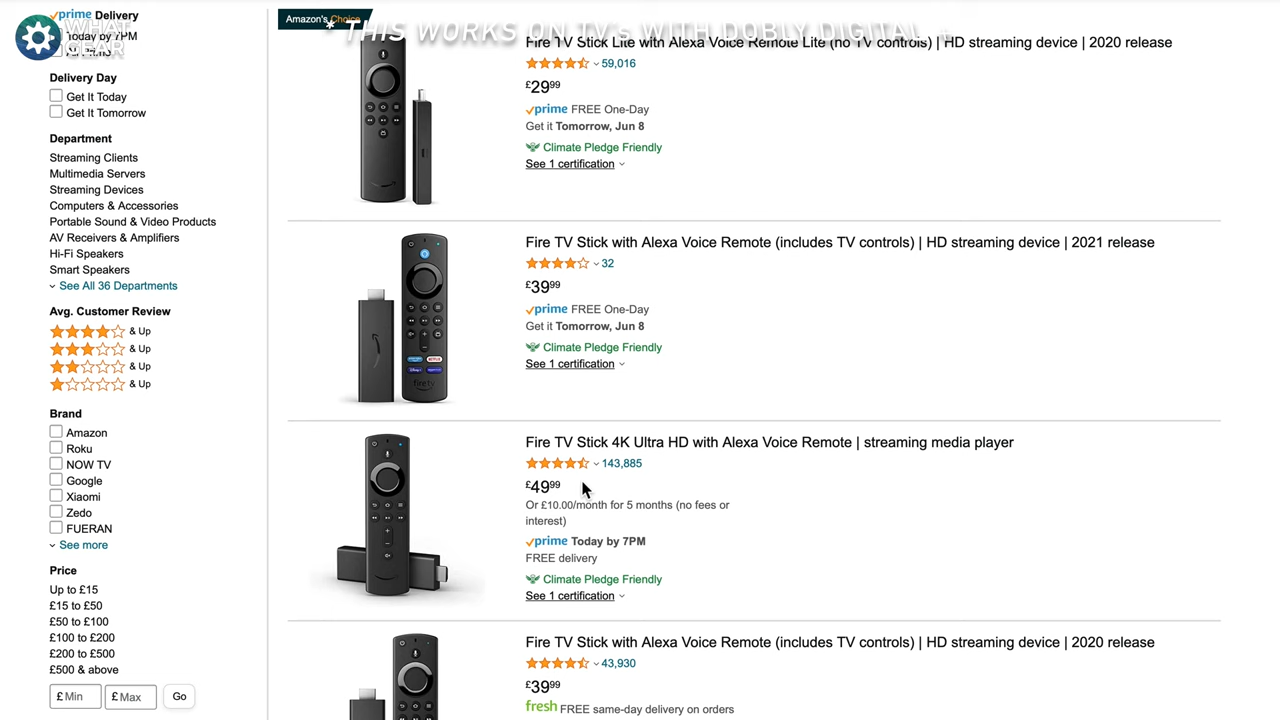 prime Delivery
Today by 7PM
WHAT
GEAR
Delivery Day
Get It Today
Get It Tomorrow
Department
Streaming Clients
Multimedia Servers
Streaming Devices
Computers & Accessories
Portable Sound & Video Products
AV Receivers & Amplifiers
Hi-Fi Speakers
Smart Speakers
See All 36 Departments
Avg. Customer Review
& Up
& Up
& Up
& Up
Brand
Amazon
Roku
NOW TV
Google
Xiaomi
Zedo
FUERAN
See more
Price
Up to £15
£15 to £50
£50 to £100
£100 to £200
£200 to £500
£500 & above
£ Min £ Max Go
Amazon's Choice
* THIS WORKS ON TV's WITH DOBLY DIGITAL +
Fire TV Stick Lite with Alexa Voice Remote Lite (no TV controls) | HD streaming device | 2020 release
59,016
£29.99
prime FREE One-Day
Get it Tomorrow, Jun 8
Climate Pledge Friendly
See 1 certification
Fire TV Stick with Alexa Voice Remote (includes TV controls) | HD streaming device | 2021 release
32
£39.99
prime FREE One-Day
Get it Tomorrow, Jun 8
Climate Pledge Friendly
See 1 certification
Fire TV Stick 4K Ultra HD with Alexa Voice Remote | streaming media player
143,885
£49.99
Or £10.00/month for 5 months (no fees or
interest)
prime Today by 7PM
FREE delivery
Climate Pledge Friendly
See 1 certification
Fire TV Stick with Alexa Voice Remote (includes TV controls) | HD streaming device | 2020 release
43,930
£39.99
fresh FREE same-day delivery on orders